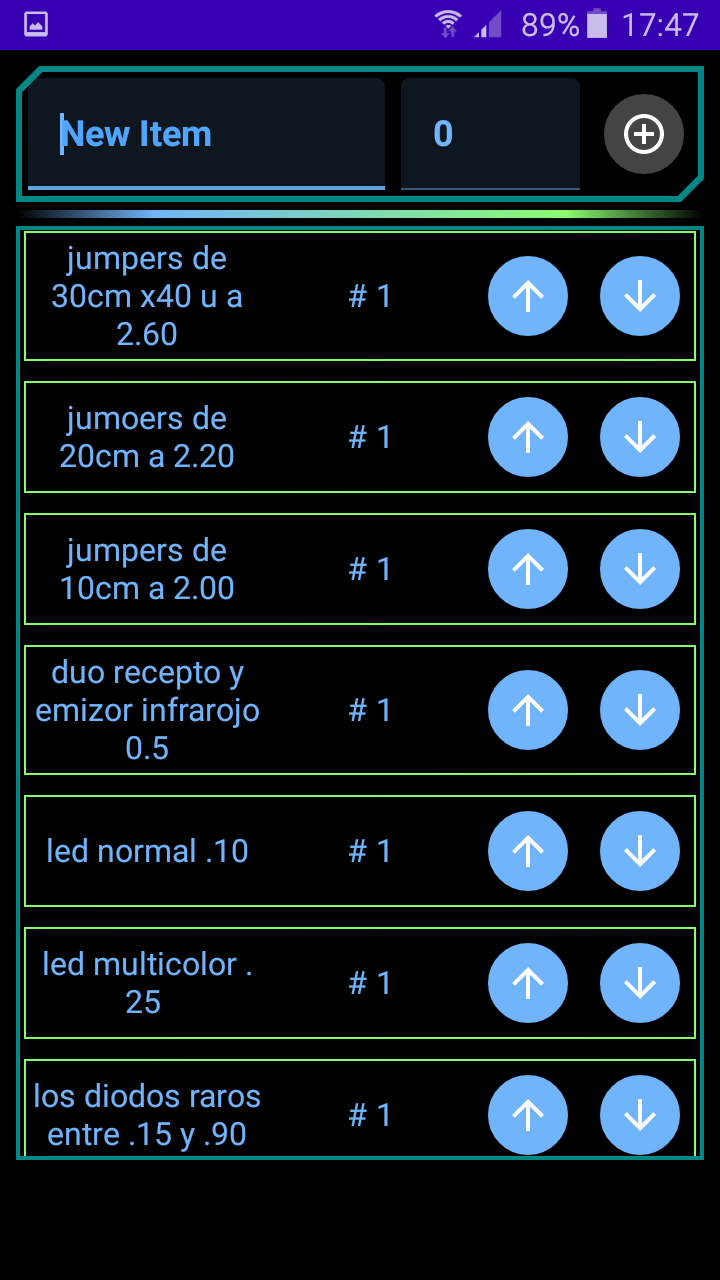 89% 17:47
New Item 0
jumpers de
30cm x40 u a
2.60
# 1
jumoers de
20cm a 2.20
# 1
jumpers de
10cm a 2.00
# 1
duo recepto y
emizor infrarojo
0.5
# 1
led normal .10
# 1
led multicolor .
25
# 1
los diodos raros
entre .15 y .90
# 1